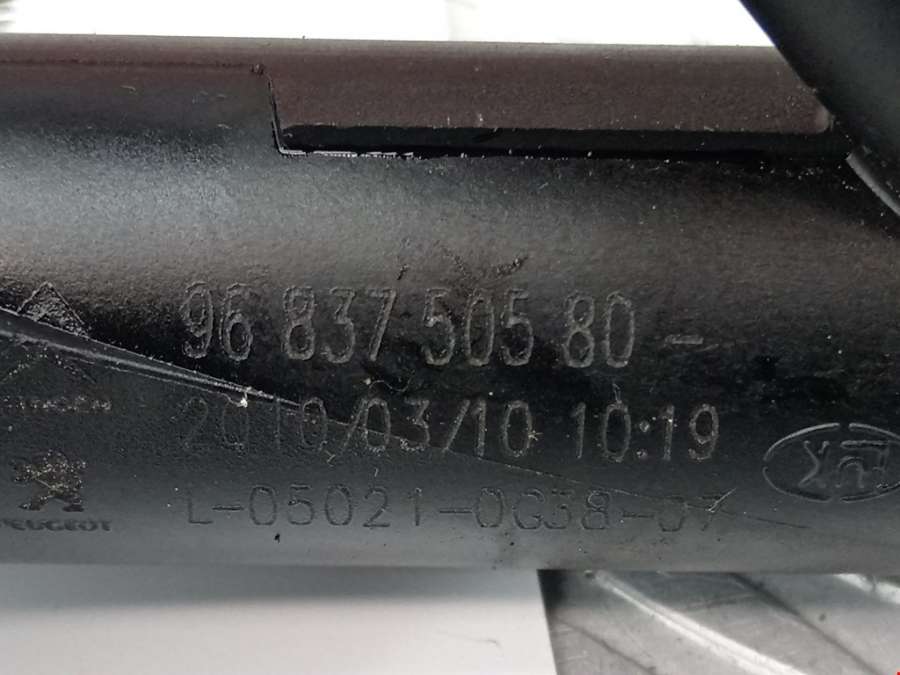 96 837 505 80 -
2010/03/10 10:19
L-05021-0G38-07
PEUGEOT